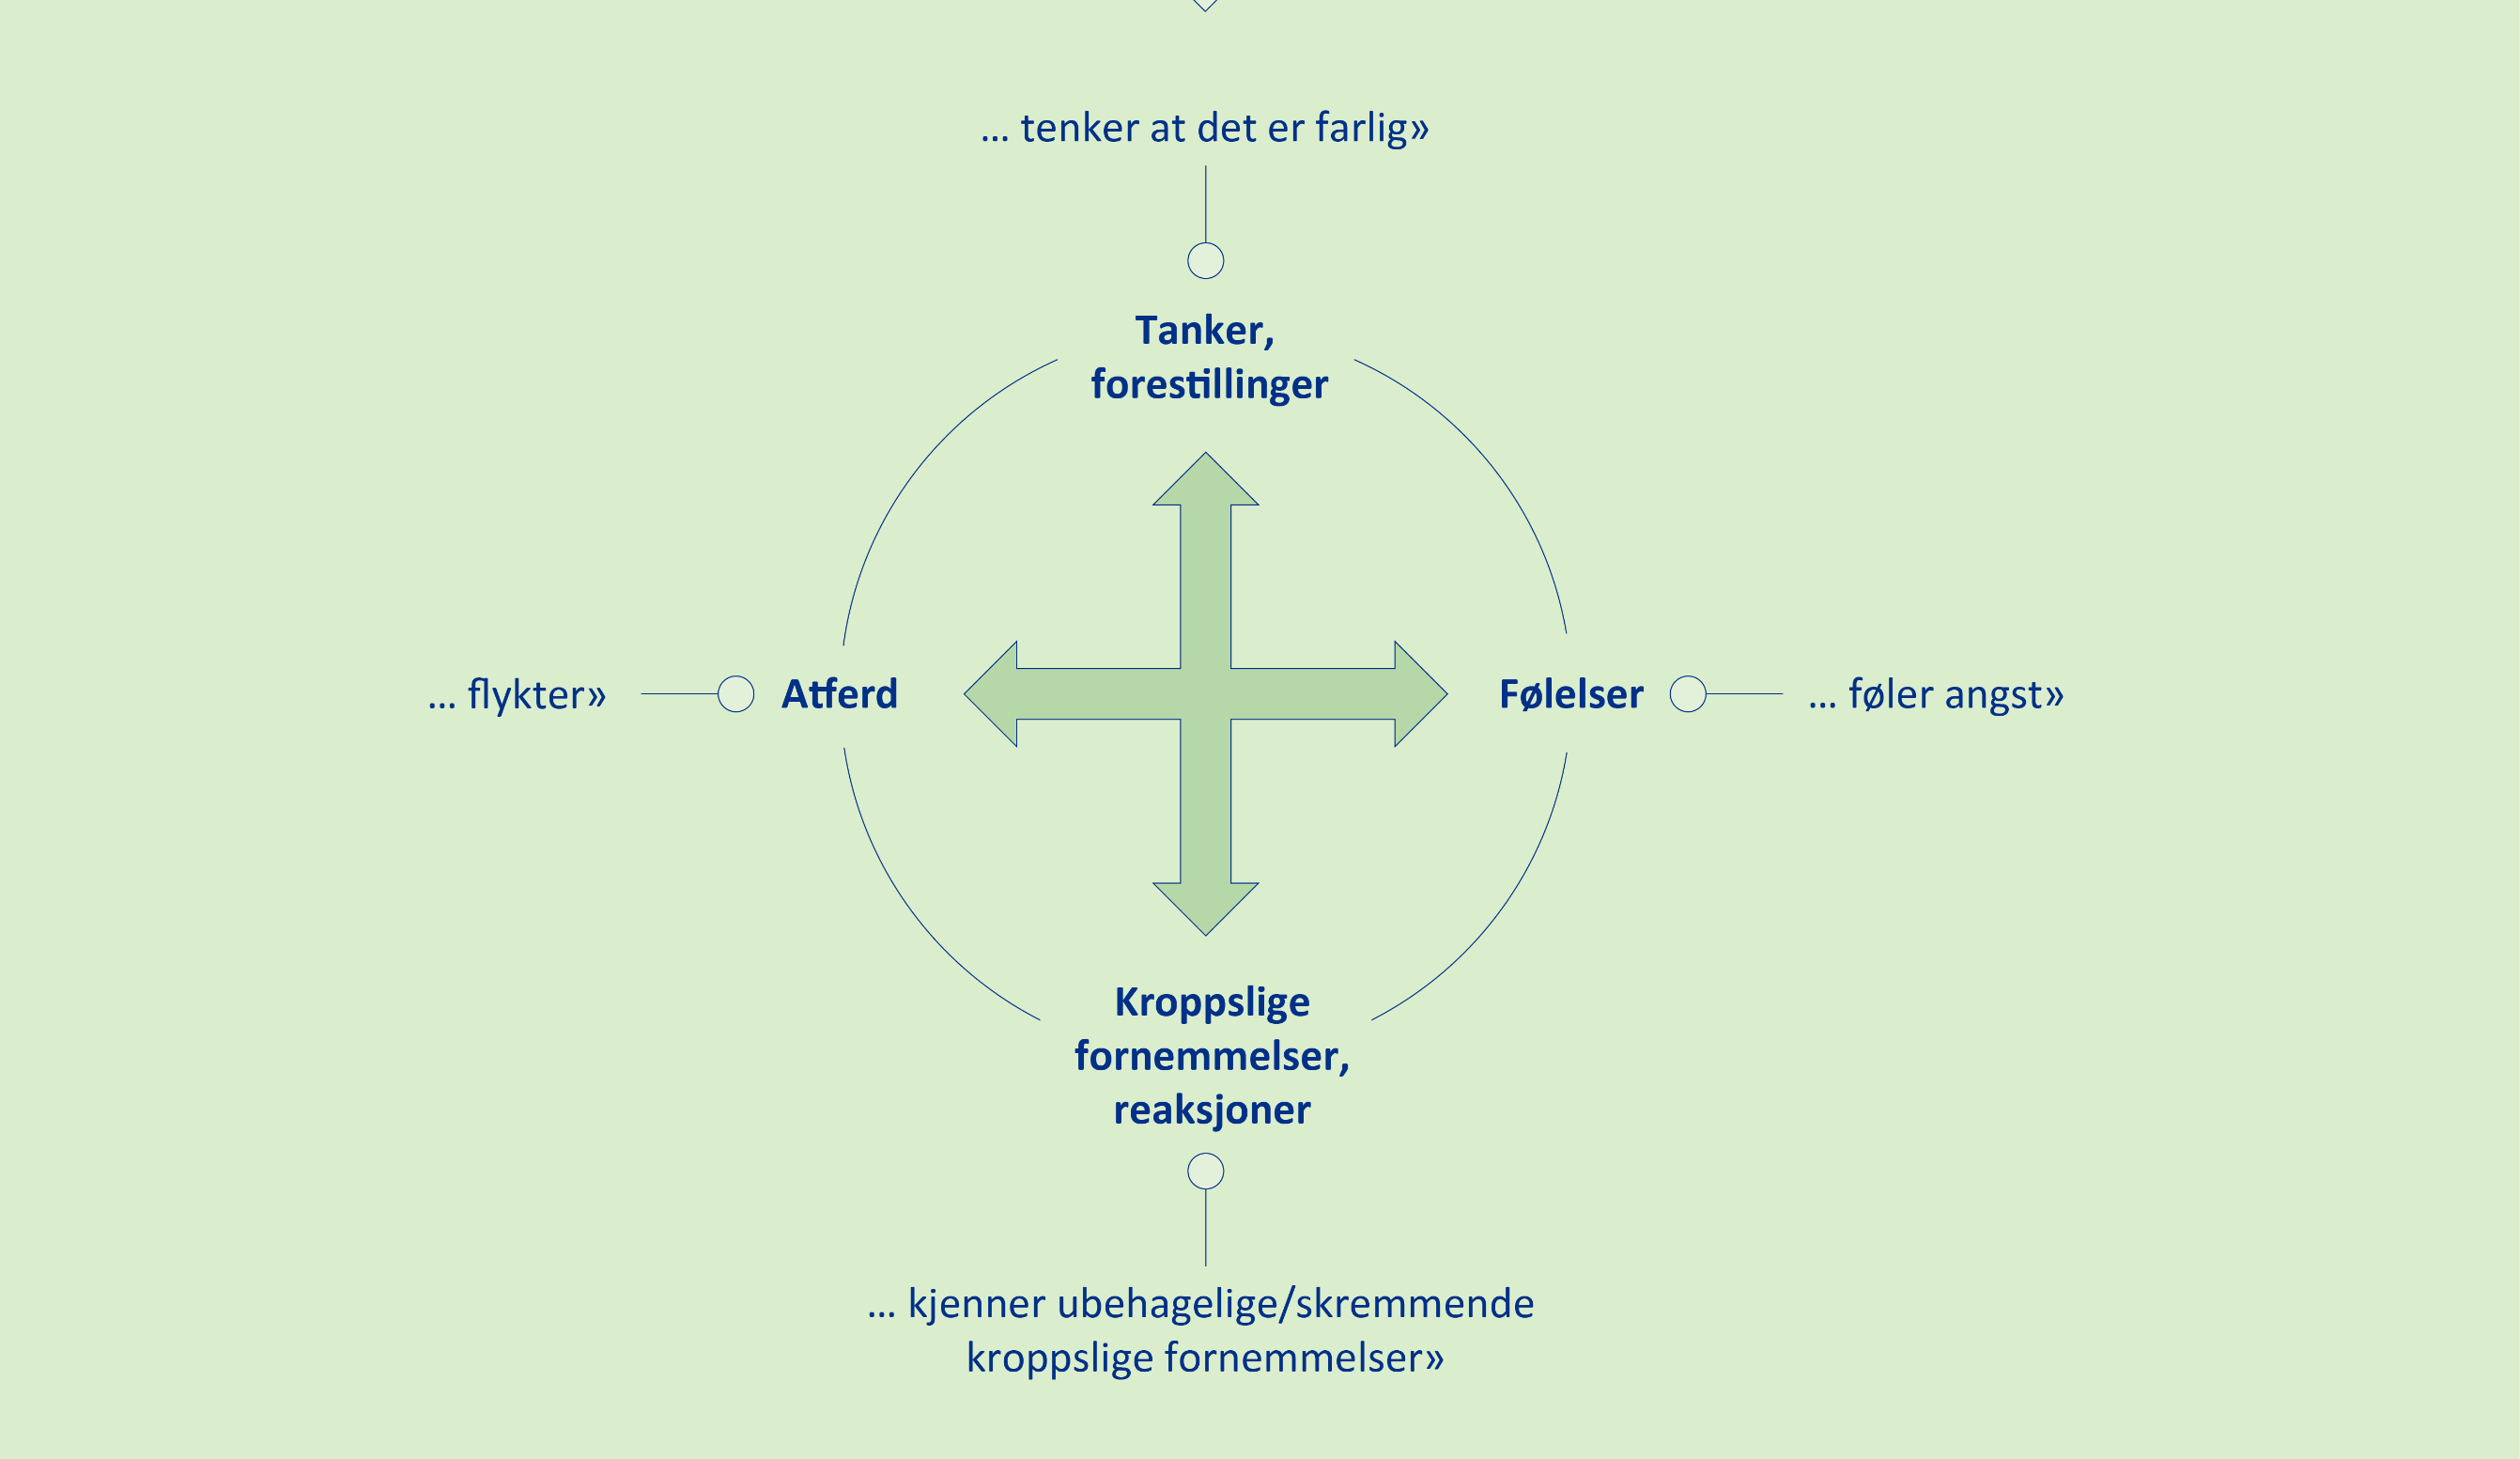 ... tenker at det er farlig»
Tanker,
forestillinger
... flykter»
Atferd
Følelser
... føler angst»
Kroppslige
fornemmelser,
reaksjoner
... kjenner ubehagelige/skremmende
kroppslige fornemmelser»